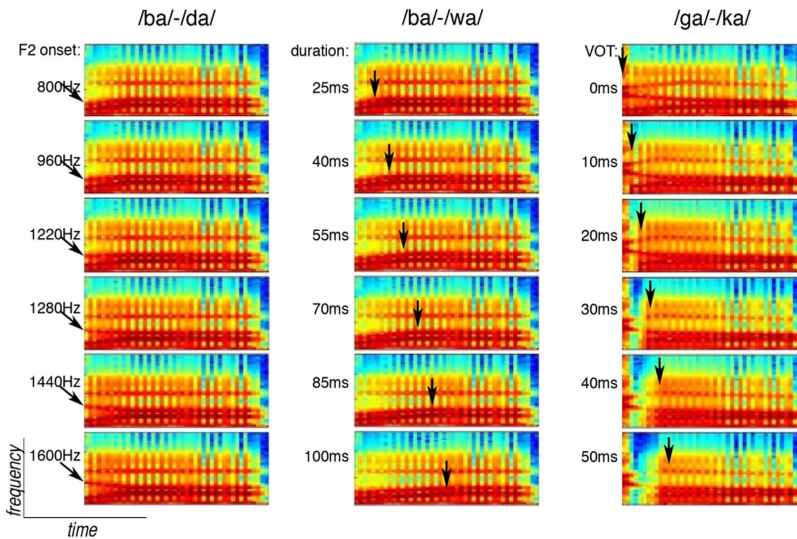 /ba/-/da/
/ba/-/wa/
/ga/-/ka/
F2 onset:
duration:
VOT:
800Hz
25ms
0ms
960Hz
40ms
10ms
1220Hz
55ms
20ms
1280Hz
70ms
30ms
1440Hz
85ms
40ms
1600Hz
100ms
50ms
frequency
time